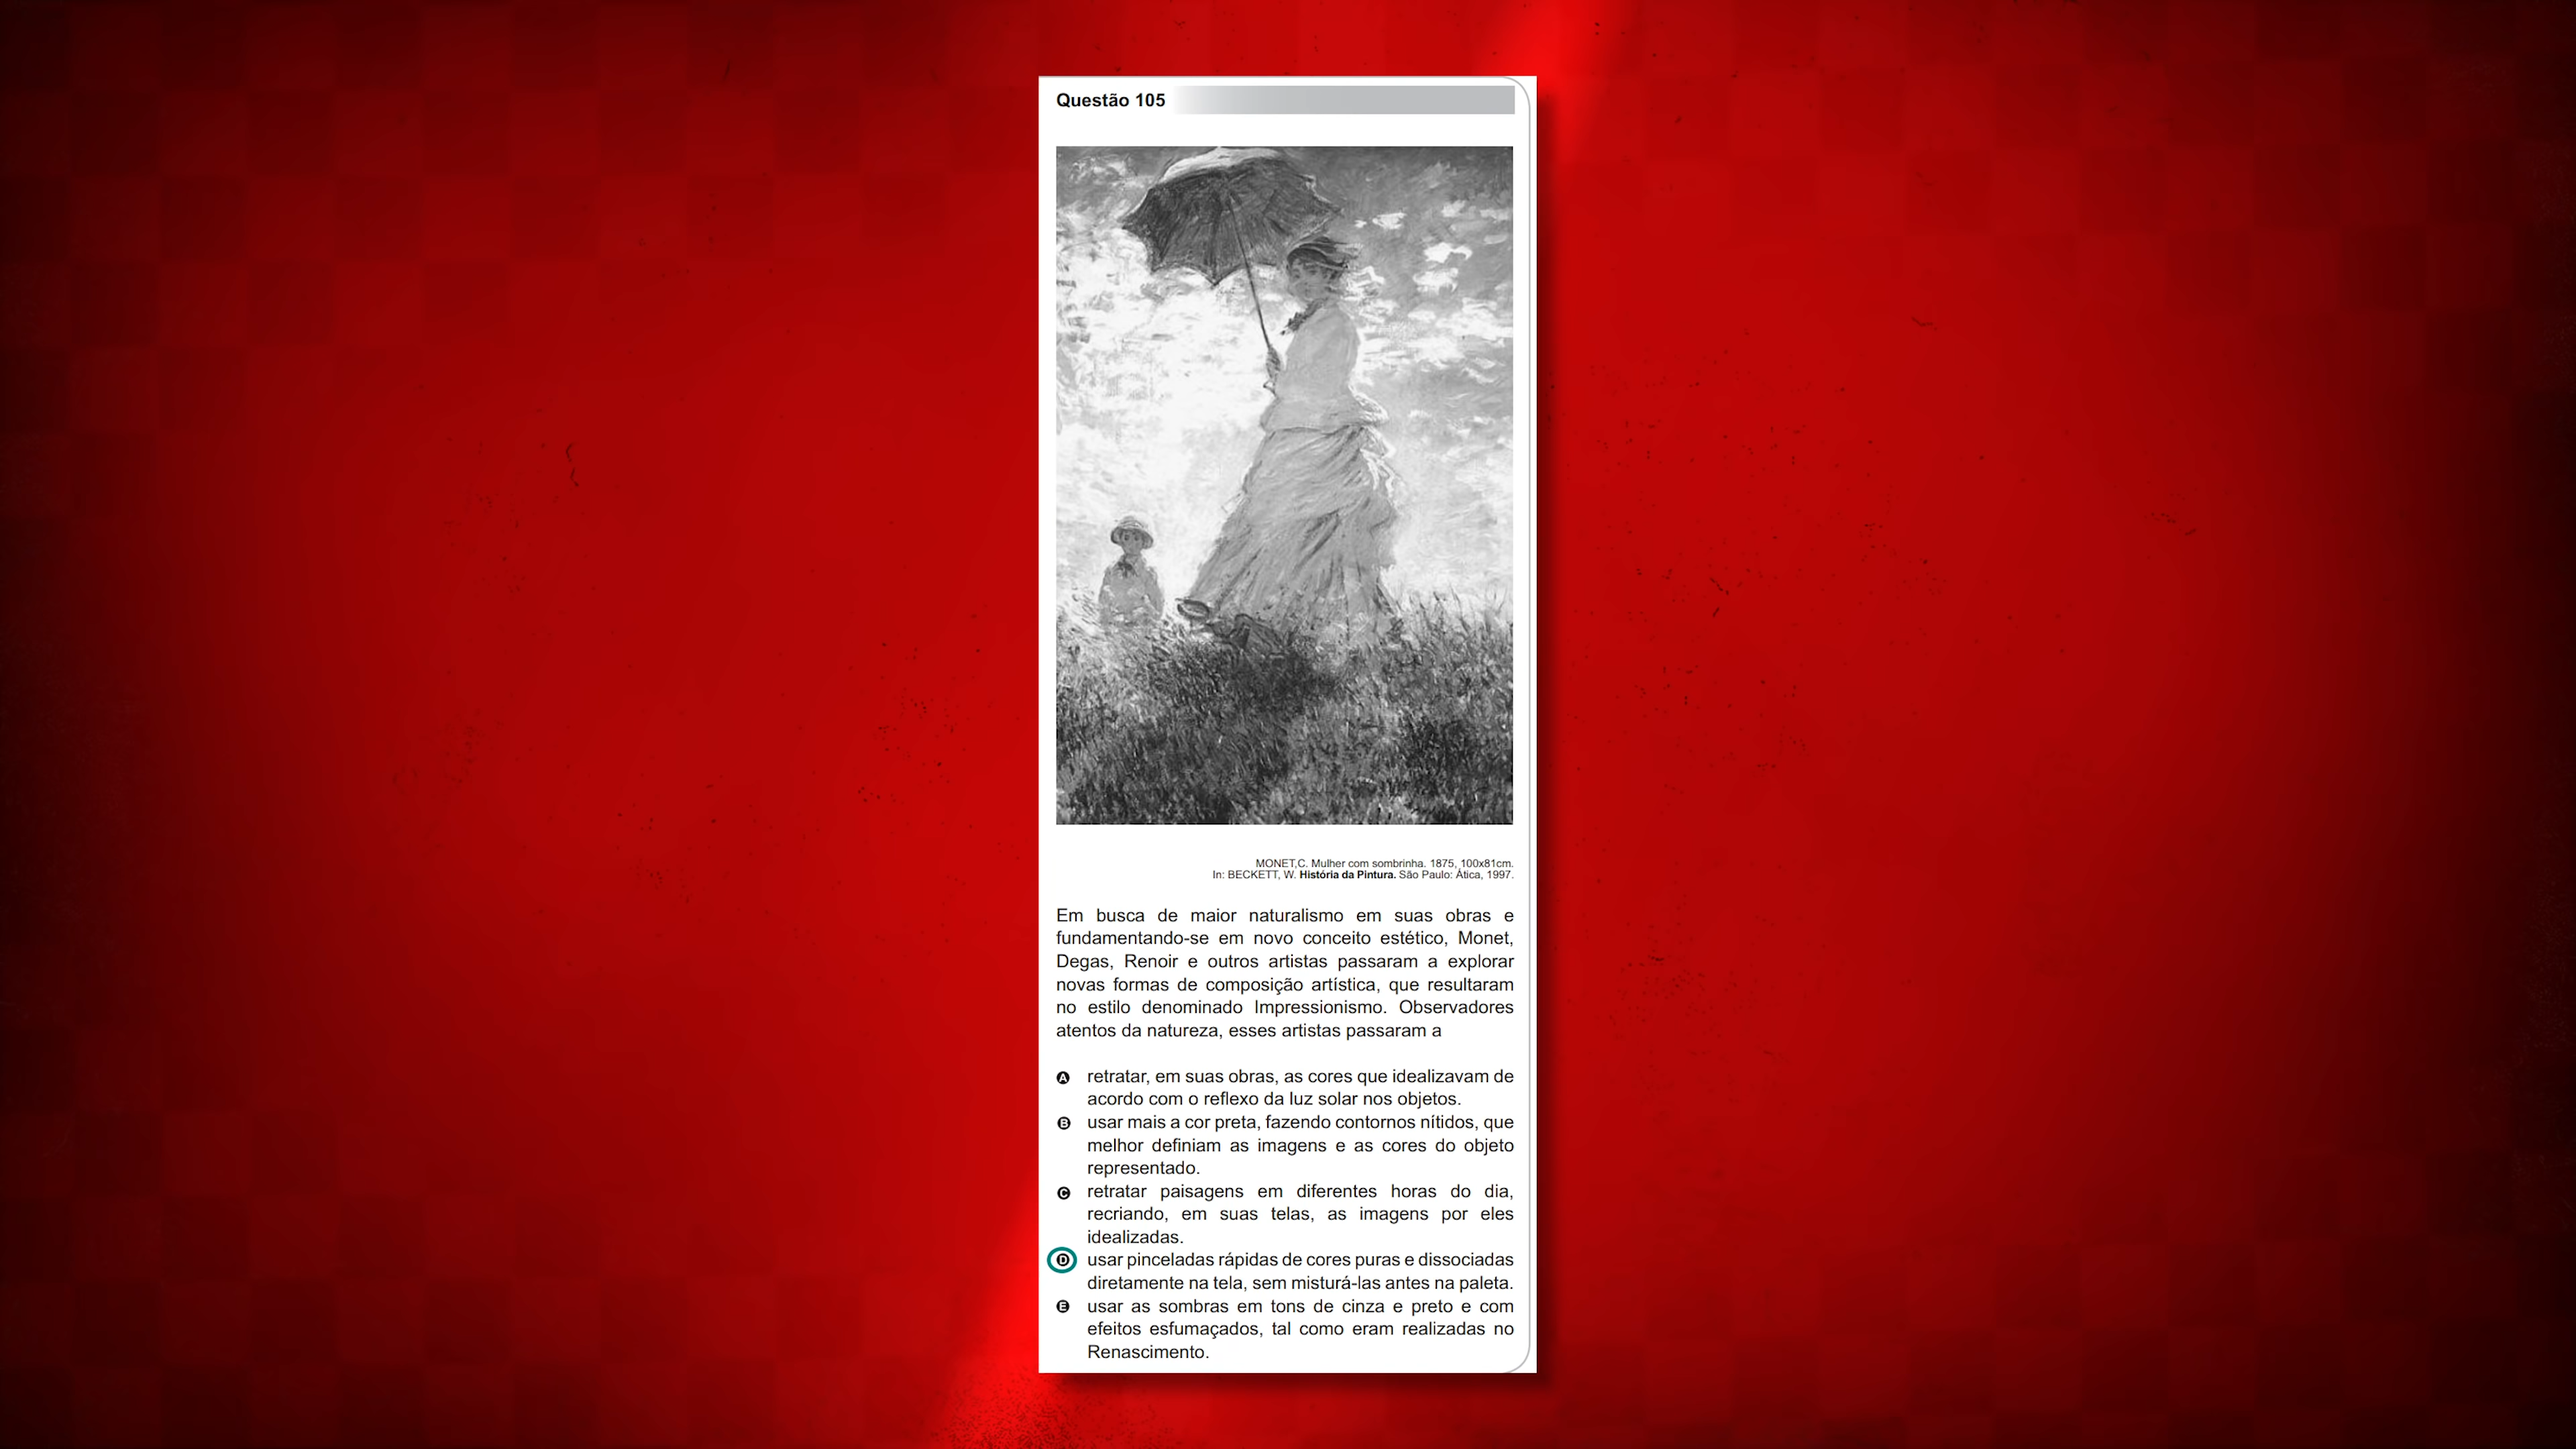 Questão 105
MONET,C. Mulher com sombrinha. 1875, 100x81cm.
In: BECKETT, W. História da Pintura. São Paulo: Ática, 1997.
Em busca de maior naturalismo em suas obras e
fundamentando-se em novo conceito estético, Monet,
Degas, Renoir e outros artistas passaram a explorar
novas formas de composição artística, que resultaram
no estilo denominado Impressionismo. Observadores
atentos da natureza, esses artistas passaram a
A retratar, em suas obras, as cores que idealizavam de
acordo com o reflexo da luz solar nos objetos.
B usar mais a cor preta, fazendo contornos nítidos, que
melhor definiam as imagens e as cores do objeto
representado.
C retratar paisagens em diferentes horas do dia,
recriando, em suas telas, as imagens por eles
idealizadas.
D usar pinceladas rápidas de cores puras e dissociadas
diretamente na tela, sem misturá-las antes na paleta.
E usar as sombras em tons de cinza e preto e com
efeitos esfumaçados, tal como eram realizadas no
Renascimento.